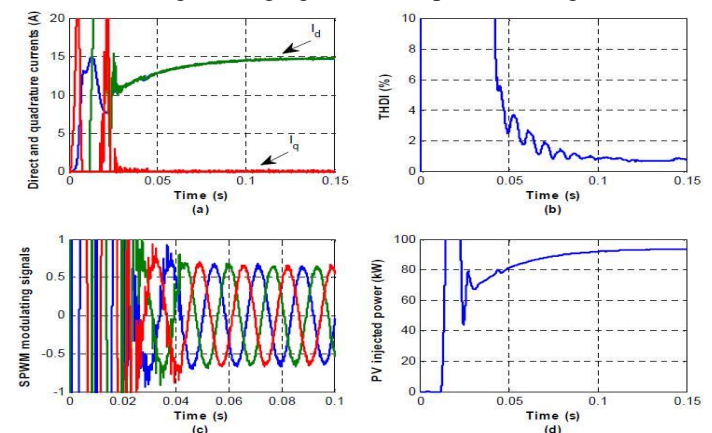 Direct and quadrature currents (A)
20
15
10
5
0
I_d
I_q
0
0.05
0.1
0.15
Time (s)
(a)
THDI (%)
10
8
6
4
2
0
0
0.05
0.1
0.15
Time (s)
(b)
SPWM modulating signals
1
0.5
0
-0.5
-1
0
0.02
0.04
0.06
0.08
0.1
Time (s)
(c)
PV injected power (kW)
100
80
60
40
20
0
0
0.05
0.1
0.15
Time (s)
(d)